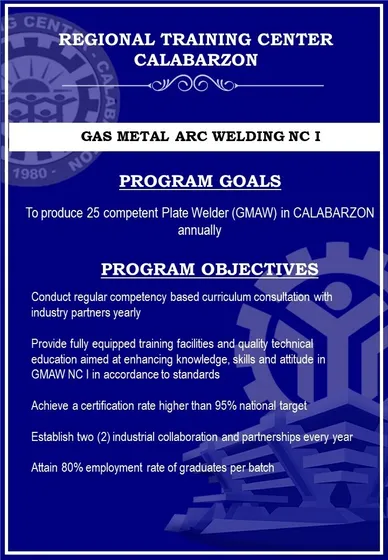 REGIONAL TRAINING CENTER
CALABARZON
GAS METAL ARC WELDING NC I
PROGRAM GOALS
To produce 25 competent Plate Welder (GMAW) in CALABARZON
annually
PROGRAM OBJECTIVES
Conduct regular competency based curriculum consultation with
industry partners yearly
Provide fully equipped training facilities and quality technical
education aimed at enhancing knowledge, skills and attitude in
GMAW NC I in accordance to standards
Achieve a certification rate higher than 95% national target
Establish two (2) industrial collaboration and partnerships every year
Attain 80% employment rate of graduates per batch
1980 -